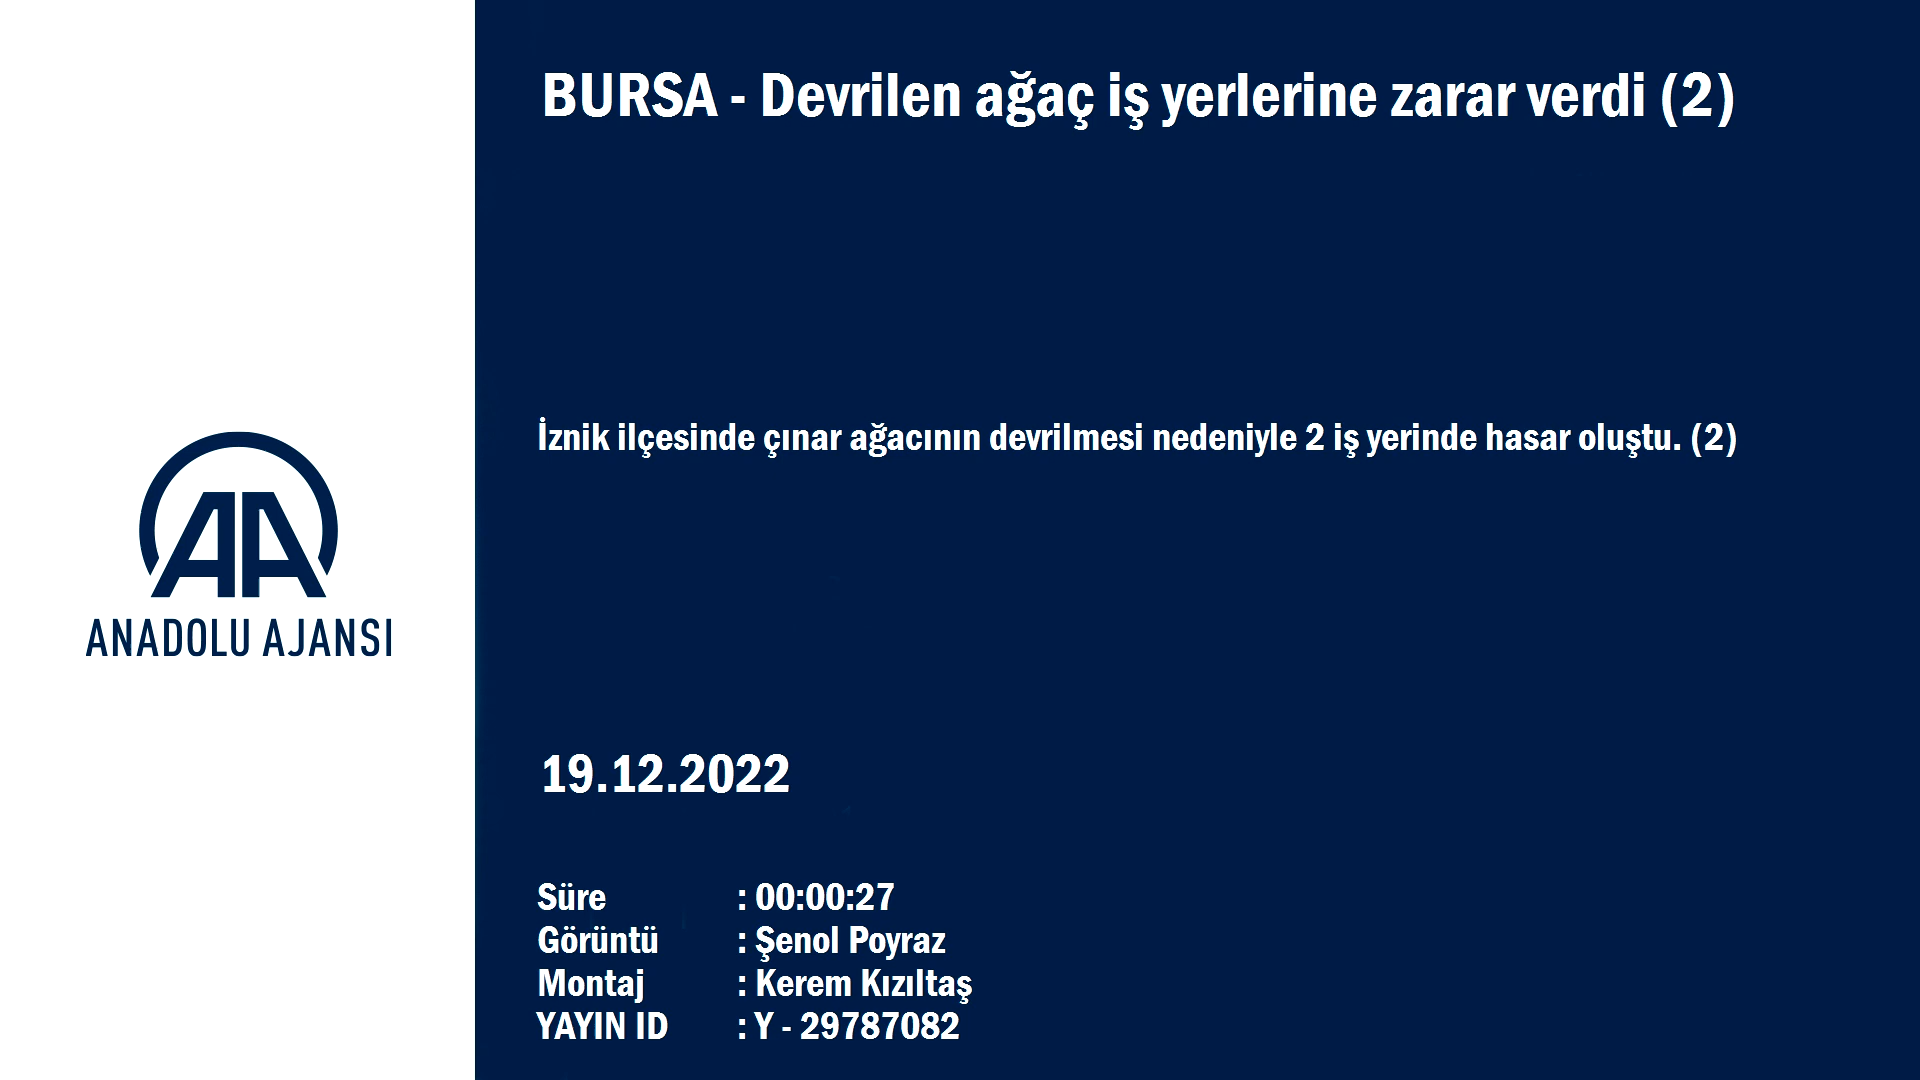 BURSA - Devrilen ağaç iş yerlerine zarar verdi (2)
İznik ilçesinde çınar ağacının devrilmesi nedeniyle 2 iş yerinde hasar oluştu. (2)
AA
ANADOLU AJANSI
19.12.2022
Süre : 00:00:27
Görüntü : Şenol Poyraz
Montaj : Kerem Kızıltaş
YAYIN ID : Y - 29787082